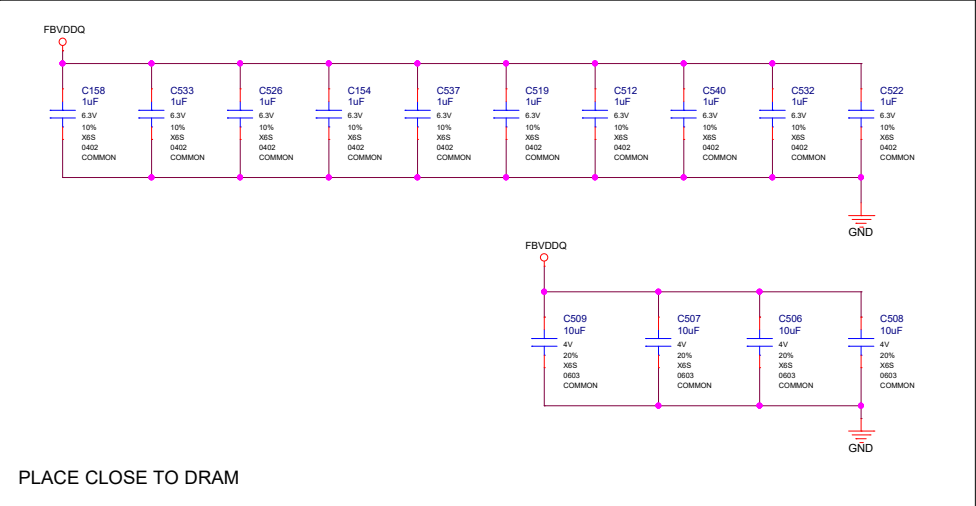 FBVDDQ
C158 C533 C526 C154 C537 C519 C512 C540 C532 C522
1uF 1uF 1uF 1uF 1uF 1uF 1uF 1uF 1uF 1uF
6.3V 6.3V 6.3V 6.3V 6.3V 6.3V 6.3V 6.3V 6.3V 6.3V
10% 10% 10% 10% 10% 10% 10% 10% 10% 10%
X6S X6S X6S X6S X6S X6S X6S X6S X6S X6S
0402 0402 0402 0402 0402 0402 0402 0402 0402 0402
COMMON COMMON COMMON COMMON COMMON COMMON COMMON COMMON COMMON COMMON
GND
FBVDDQ
C509 C507 C506 C508
10uF 10uF 10uF 10uF
4V 4V 4V 4V
20% 20% 20% 20%
X6S X6S X6S X6S
0603 0603 0603 0603
COMMON COMMON COMMON COMMON
GND
PLACE CLOSE TO DRAM